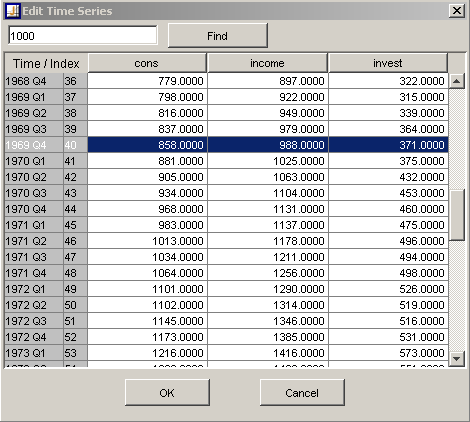 Edit Time Series
1000 Find
Time / Index cons income invest
1968 Q4 36 779.0000 897.0000 322.0000
1969 Q1 37 798.0000 922.0000 315.0000
1969 Q2 38 816.0000 949.0000 339.0000
1969 Q3 39 837.0000 979.0000 364.0000
1969 Q4 40 858.0000 988.0000 371.0000
1970 Q1 41 881.0000 1025.0000 375.0000
1970 Q2 42 905.0000 1063.0000 432.0000
1970 Q3 43 934.0000 1104.0000 453.0000
1970 Q4 44 968.0000 1131.0000 460.0000
1971 Q1 45 983.0000 1137.0000 475.0000
1971 Q2 46 1013.0000 1178.0000 496.0000
1971 Q3 47 1034.0000 1211.0000 494.0000
1971 Q4 48 1064.0000 1256.0000 498.0000
1972 Q1 49 1101.0000 1290.0000 526.0000
1972 Q2 50 1102.0000 1314.0000 519.0000
1972 Q3 51 1145.0000 1346.0000 516.0000
1972 Q4 52 1173.0000 1385.0000 531.0000
1973 Q1 53 1216.0000 1416.0000 573.0000
OK Cancel